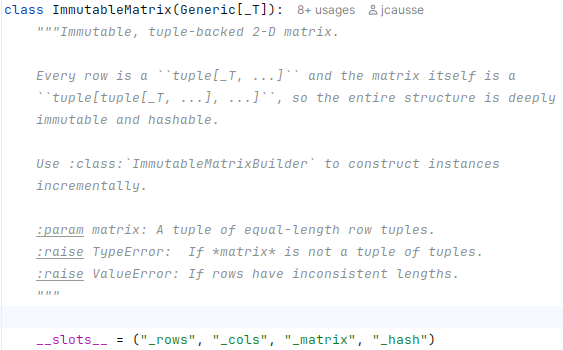 class ImmutableMatrix(Generic[_T]): 8+ usages jcausse
"""Immutable, tuple-backed 2-D matrix.
Every row is a ``tuple[_T, ...]`` and the matrix itself is a
``tuple[tuple[_T, ...], ...]``, so the entire structure is deeply
immutable and hashable.
Use :class:`ImmutableMatrixBuilder` to construct instances
incrementally.
:param matrix: A tuple of equal-length row tuples.
:raise TypeError:  If *matrix* is not a tuple of tuples.
:raise ValueError: If rows have inconsistent lengths.
"""
__slots__ = ("_rows", "_cols", "_matrix", "_hash")